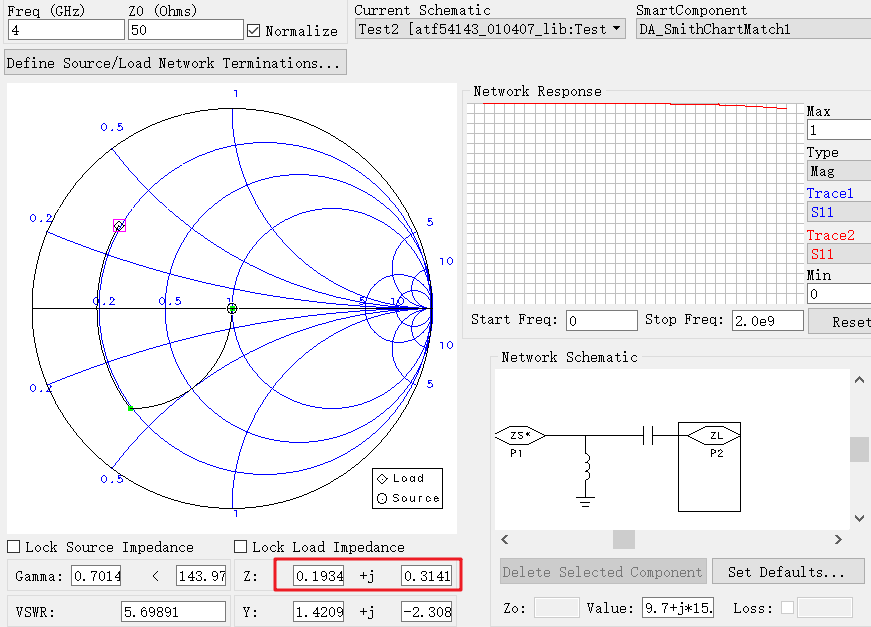 Freq (GHz) Z0 (Ohms) Current Schematic SmartComponent
4 50 Normalize Test2 [atf54143_010407_lib:Test DA_SmithChartMatch1
Define Source/Load Network Terminations...
Network Response
1
0.5
0.2
5
10
0.2 0.5 1 5 10
10
5
0.2
0.5
1
Load
Source
Max
1
Type
Mag
Trace1
S11
Trace2
S11
Min
0
Start Freq: 0 Stop Freq: 2.0e9 Reset
Network Schematic
ZS* ZL
P1 P2
Lock Source Impedance Lock Load Impedance
Gamma: 0.7014 < 143.97 Z: 0.1934 +j 0.3141
Delete Selected Component Set Defaults...
VSWR: 5.69891 Y: 1.4209 +j -2.308
Zo: Value: 9.7+j*15. Loss: